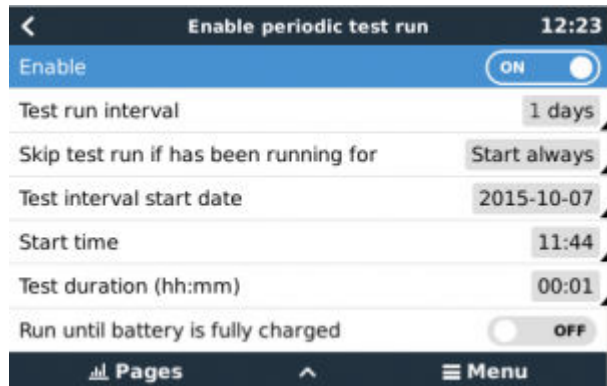 Enable periodic test run 12:23
Enable ON
Test run interval 1 days
Skip test run if has been running for Start always
Test interval start date 2015-10-07
Start time 11:44
Test duration (hh:mm) 00:01
Run until battery is fully charged OFF
Pages Menu